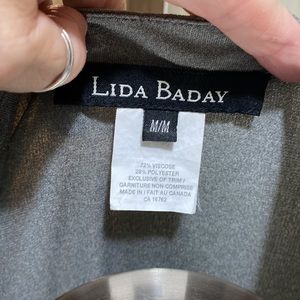 LIDA BADAY
M/M
72% VISCOSE
28% POLYESTER
EXCLUSIVE OF TRIM /
GARNITURE NON-COMPRISE
MADE IN / FAIT AU CANADA
CA 16762